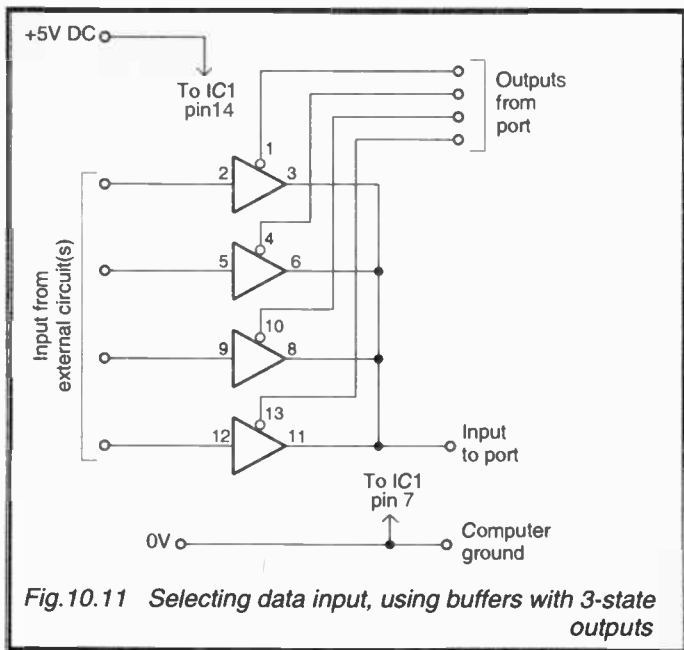 +5V DC
To IC1
pin14
Outputs
from
port
1
2
3
4
5
6
Input from
external circuit(s)
10
9
8
13
12
11
Input
to port
To IC1
pin 7
0V
Computer
ground
Fig.10.11 Selecting data input, using buffers with 3-state
outputs